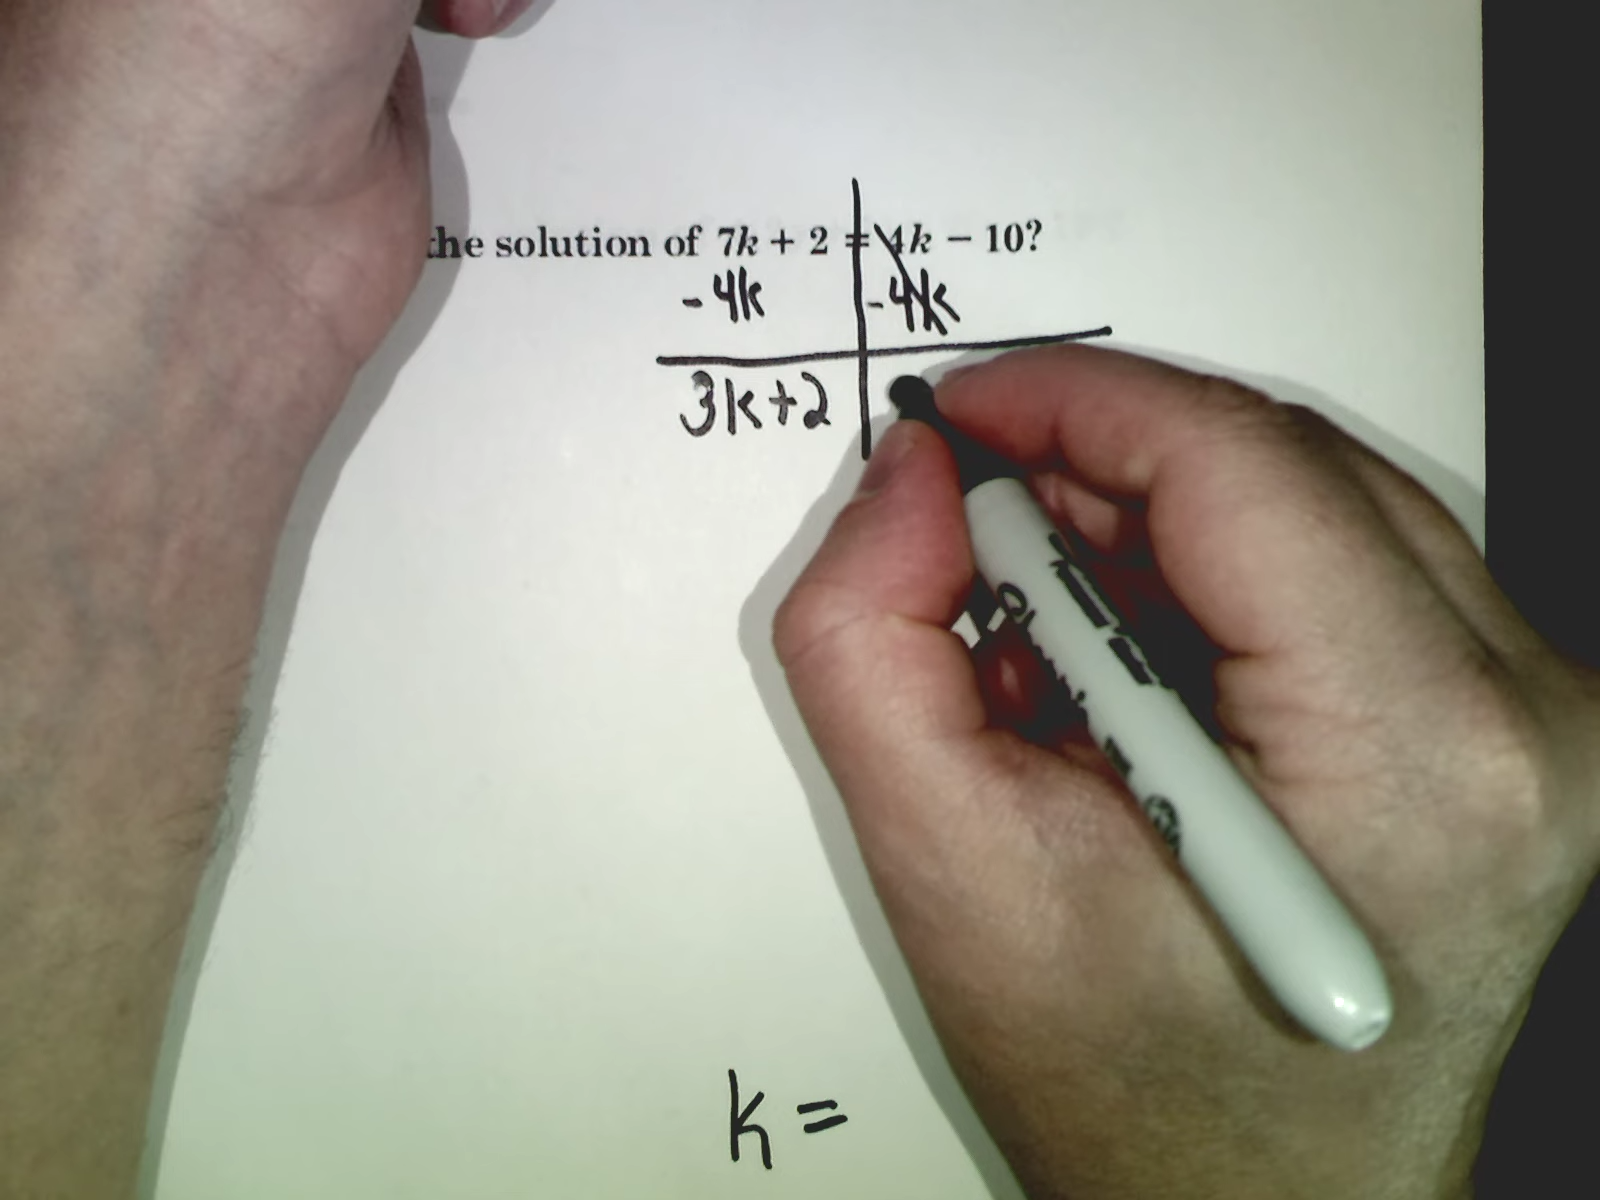 the solution of 7k + 2 = 4k − 10?
-4k -4k
3k+2
k =